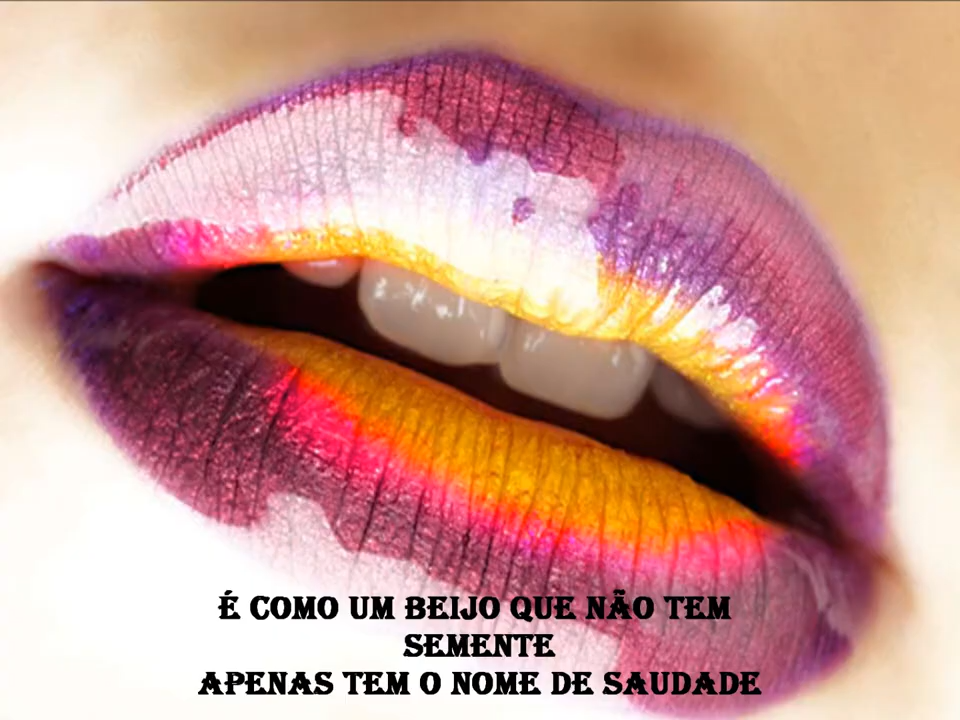 É COMO UM BEIJO QUE NÃO TEM
SEMENTE
APENAS TEM O NOME DE SAUDADE